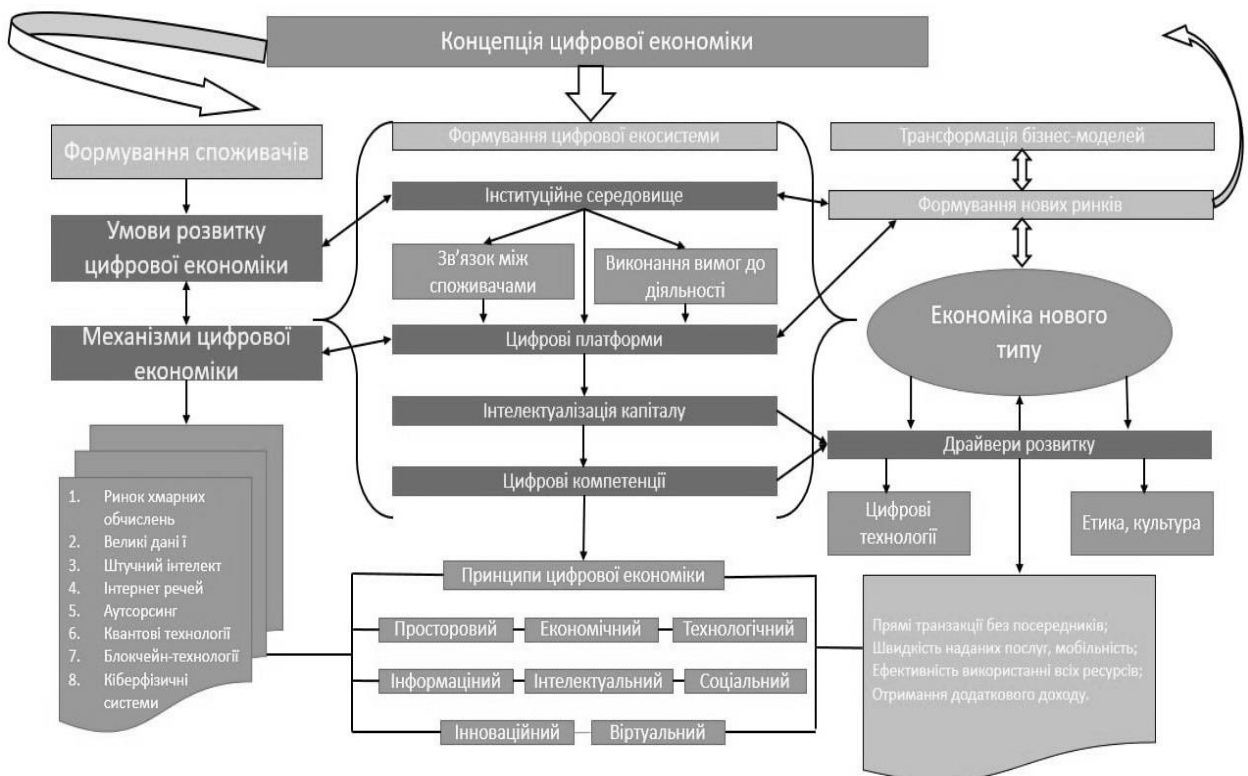 Концепція цифрової економіки
Формування споживачів
Умови розвитку
цифрової економіки
Механізми цифрової
економіки
1. Ринок хмарних
обчислень
2. Великі дані ї
3. Штучний інтелект
4. Інтернет речей
5. Аутсорсинг
6. Квантові технології
7. Блокчейн-технології
8. Кіберфізичні
системи
Формування цифрової екосистеми
Інституційне середовище
Зв’язок між
споживачами
Виконання вимог до
діяльності
Цифрові платформи
Інтелектуалізація капіталу
Цифрові компетенції
Принципи цифрової економіки
Просторовий
Економічний
Технологічний
Інформаціний
Інтелектуальний
Соціальний
Інноваційний
Віртуальний
Трансформація бізнес-моделей
Формування нових ринків
Економіка нового
типу
Драйвери розвитку
Цифрові
технології
Етика, культура
Прямі транзакції без посередників;
Швидкість наданих послуг, мобільність;
Ефективність використанні всіх ресурсів;
Отримання додаткового доходу.